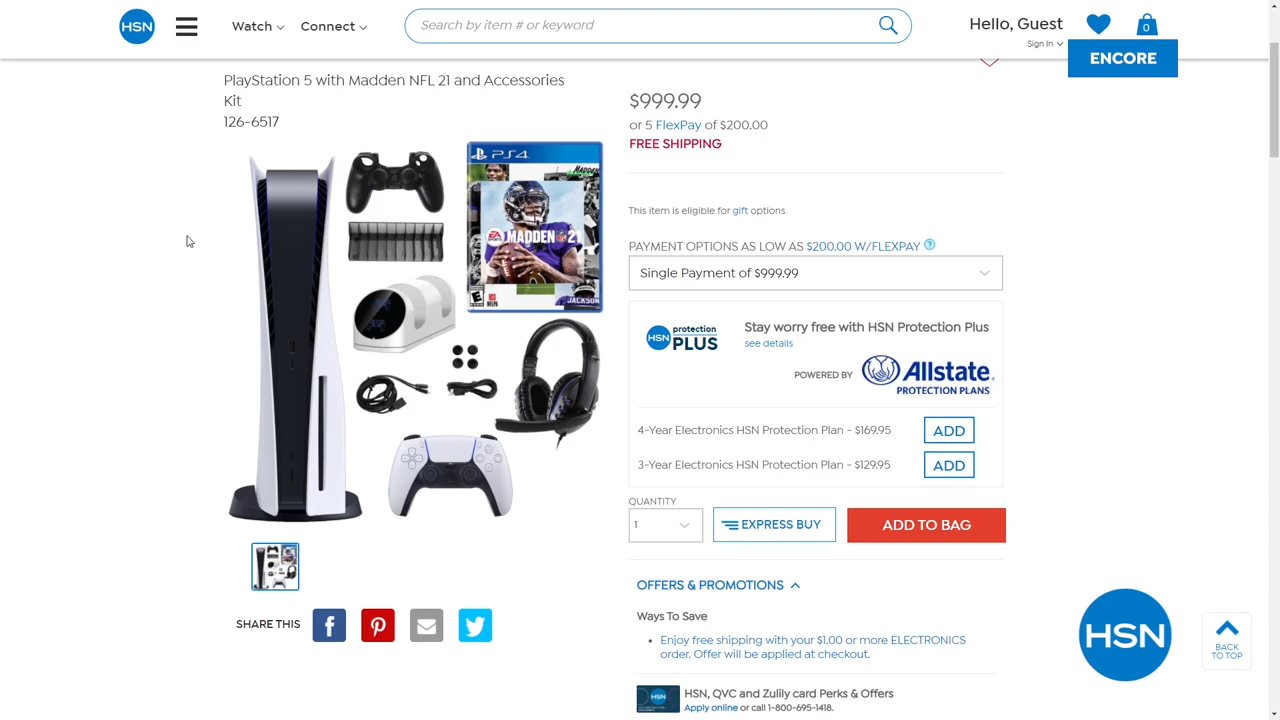 HSN
Watch
Connect
Search by item # or keyword
Hello, Guest
Sign In
0
ENCORE
PlayStation 5 with Madden NFL 21 and Accessories
Kit
126-6517
PS4
MADDEN
EA
SPORTS
MADDEN 21
NFL
JACKSON
$999.99
or 5 FlexPay of $200.00
FREE SHIPPING
This item is eligible for gift options.
PAYMENT OPTIONS AS LOW AS $200.00 W/FLEXPAY ?
Single Payment of $999.99
HSN protection PLUS
Stay worry free with HSN Protection Plus
see details
POWERED BY Allstate
PROTECTION PLANS
4-Year Electronics HSN Protection Plan - $169.95 ADD
3-Year Electronics HSN Protection Plan - $129.95 ADD
QUANTITY
1
EXPRESS BUY
ADD TO BAG
OFFERS & PROMOTIONS
Ways To Save
• Enjoy free shipping with your $1.00 or more ELECTRONICS
order. Offer will be applied at checkout.
HSN, QVC and Zulily card Perks & Offers
Apply online or call 1-800-695-1418.
SHARE THIS
HSN
BACK
TO TOP